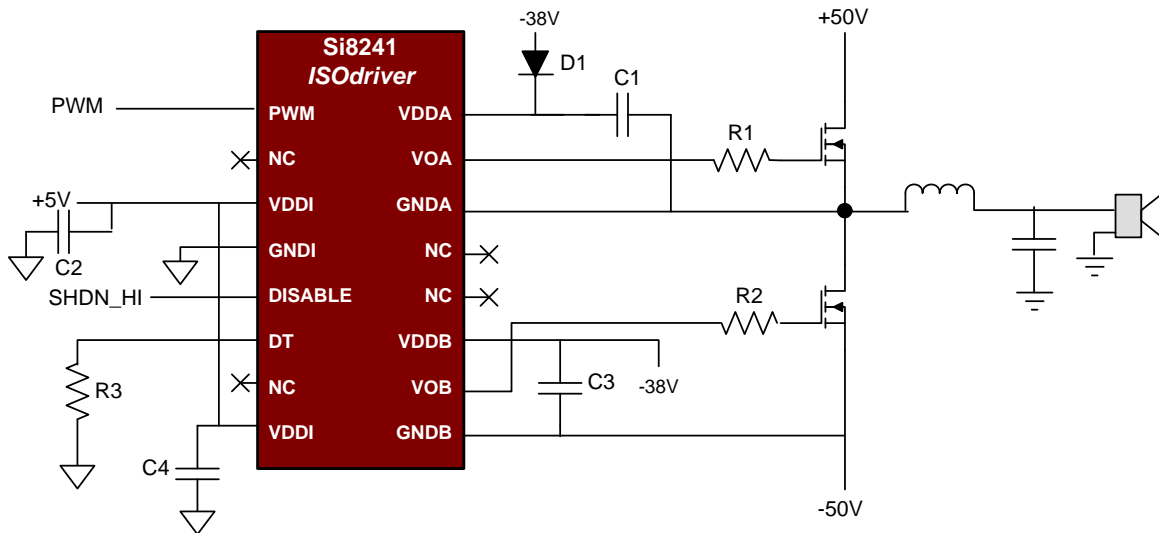 -38V
+50V
Si8241
ISOdriver
D1
C1
PWM
PWM
VDDA
R1
NC
VOA
+5V
VDDI
GNDA
C2
GNDI
NC
SHDN_HI
DISABLE
NC
R2
DT
VDDB
R3
NC
VOB
C3
-38V
VDDI
GNDB
C4
-50V